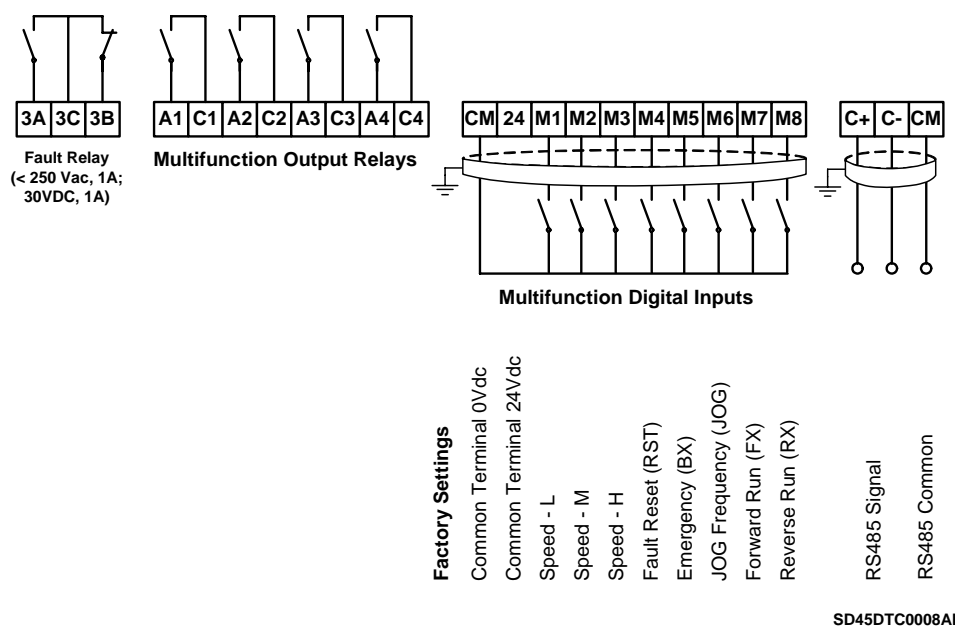 3A 3C 3B A1 C1 A2 C2 A3 C3 A4 C4 CM 24 M1 M2 M3 M4 M5 M6 M7 M8 C+ C- CM
Fault Relay
(< 250 Vac, 1A;
30VDC, 1A)
Multifunction Output Relays
Multifunction Digital Inputs
Factory Settings
Common Terminal 0Vdc
Common Terminal 24Vdc
Speed - L
Speed - M
Speed - H
Fault Reset (RST)
Emergency (BX)
JOG Frequency (JOG)
Forward Run (FX)
Reverse Run (RX)
RS485 Signal
RS485 Common
SD45DTC0008AI